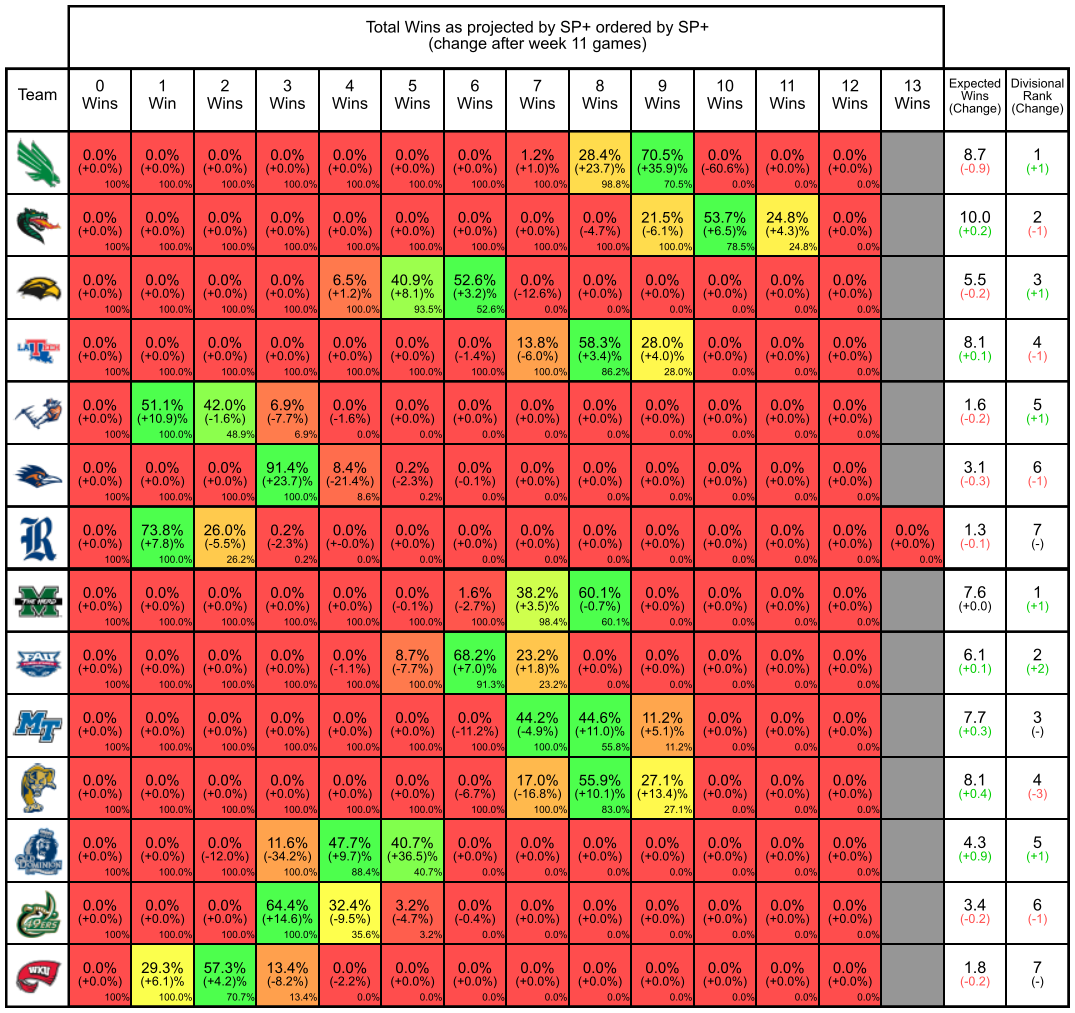 Total Wins as projected by SP+ ordered by SP+
(change after week 11 games)
Team 0 Wins 1 Win 2 Wins 3 Wins 4 Wins 5 Wins 6 Wins 7 Wins 8 Wins 9 Wins 10 Wins 11 Wins 12 Wins 13 Wins Expected Wins (Change) Divisional Rank (Change)
0.0% 0.0% 0.0% 0.0% 0.0% 0.0% 0.0% 1.2% 28.4% 70.5% 0.0% 0.0% 0.0% 8.7 1
(+0.0%) (+0.0%) (+0.0%) (+0.0%) (+0.0%) (+0.0%) (+0.0%) (+1.0)% (+23.7)% (+35.9)% (-60.6%) (+0.0%) (+0.0%) (-0.9) (+1)
100% 100.0% 100.0% 100.0% 100.0% 100.0% 100.0% 100.0% 98.8% 70.5% 0.0% 0.0% 0.0%
0.0% 0.0% 0.0% 0.0% 0.0% 0.0% 0.0% 0.0% 0.0% 21.5% 53.7% 24.8% 0.0% 10.0 2
(+0.0%) (+0.0%) (+0.0%) (+0.0%) (+0.0%) (+0.0%) (+0.0%) (+0.0%) (-4.7%) (-6.1%) (+6.5)% (+4.3)% (+0.0%) (+0.2) (-1)
100% 100.0% 100.0% 100.0% 100.0% 100.0% 100.0% 100.0% 100.0% 100.0% 78.5% 24.8% 0.0%
0.0% 0.0% 0.0% 0.0% 6.5% 40.9% 52.6% 0.0% 0.0% 0.0% 0.0% 0.0% 0.0% 5.5 3
(+0.0%) (+0.0%) (+0.0%) (+0.0%) (+1.2)% (+8.1)% (+3.2)% (-12.6%) (+0.0%) (+0.0%) (+0.0%) (+0.0%) (+0.0%) (-0.2) (+1)
100% 100.0% 100.0% 100.0% 100.0% 93.5% 52.6% 0.0% 0.0% 0.0% 0.0% 0.0% 0.0%
LA TECH
0.0% 0.0% 0.0% 0.0% 0.0% 0.0% 0.0% 13.8% 58.3% 28.0% 0.0% 0.0% 0.0% 8.1 4
(+0.0%) (+0.0%) (+0.0%) (+0.0%) (+0.0%) (+0.0%) (-1.4%) (-6.0%) (+3.4)% (+4.0)% (+0.0%) (+0.0%) (+0.0%) (+0.1) (-1)
100% 100.0% 100.0% 100.0% 100.0% 100.0% 100.0% 100.0% 86.2% 28.0% 0.0% 0.0% 0.0%
0.0% 51.1% 42.0% 6.9% 0.0% 0.0% 0.0% 0.0% 0.0% 0.0% 0.0% 0.0% 0.0% 1.6 5
(+0.0%) (+10.9)% (-1.6%) (-7.7%) (-1.6%) (+0.0%) (+0.0%) (+0.0%) (+0.0%) (+0.0%) (+0.0%) (+0.0%) (+0.0%) (-0.2) (+1)
100% 100.0% 48.9% 6.9% 0.0% 0.0% 0.0% 0.0% 0.0% 0.0% 0.0% 0.0% 0.0%
0.0% 0.0% 0.0% 91.4% 8.4% 0.2% 0.0% 0.0% 0.0% 0.0% 0.0% 0.0% 0.0% 3.1 6
(+0.0%) (+0.0%) (+0.0%) (+23.7)% (-21.4%) (-2.3%) (-0.1%) (+0.0%) (+0.0%) (+0.0%) (+0.0%) (+0.0%) (+0.0%) (-0.3) (-1)
100% 100.0% 100.0% 100.0% 8.6% 0.2% 0.0% 0.0% 0.0% 0.0% 0.0% 0.0% 0.0%
R
0.0% 73.8% 26.0% 0.2% 0.0% 0.0% 0.0% 0.0% 0.0% 0.0% 0.0% 0.0% 0.0% 0.0% 1.3 7
(+0.0%) (+7.8)% (-5.5%) (-2.3%) (+-0.0%) (+0.0%) (+0.0%) (+0.0%) (+0.0%) (+0.0%) (+0.0%) (+0.0%) (+0.0%) (+0.0%) (-0.1) (-)
100% 100.0% 26.2% 0.2% 0.0% 0.0% 0.0% 0.0% 0.0% 0.0% 0.0% 0.0% 0.0% 0.0%
M THE HERD
0.0% 0.0% 0.0% 0.0% 0.0% 0.0% 1.6% 38.2% 60.1% 0.0% 0.0% 0.0% 0.0% 7.6 1
(+0.0%) (+0.0%) (+0.0%) (+0.0%) (+0.0%) (-0.1%) (-2.7%) (+3.5)% (-0.7%) (+0.0%) (+0.0%) (+0.0%) (+0.0%) (+0.0) (+1)
100% 100.0% 100.0% 100.0% 100.0% 100.0% 100.0% 98.4% 60.1% 0.0% 0.0% 0.0% 0.0%
FAU
0.0% 0.0% 0.0% 0.0% 0.0% 8.7% 68.2% 23.2% 0.0% 0.0% 0.0% 0.0% 0.0% 6.1 2
(+0.0%) (+0.0%) (+0.0%) (+0.0%) (-1.1%) (-7.7%) (+7.0)% (+1.8)% (+0.0%) (+0.0%) (+0.0%) (+0.0%) (+0.0%) (+0.1) (+2)
100% 100.0% 100.0% 100.0% 100.0% 100.0% 91.3% 23.2% 0.0% 0.0% 0.0% 0.0% 0.0%
MT
0.0% 0.0% 0.0% 0.0% 0.0% 0.0% 0.0% 44.2% 44.6% 11.2% 0.0% 0.0% 0.0% 7.7 3
(+0.0%) (+0.0%) (+0.0%) (+0.0%) (+0.0%) (+0.0%) (-11.2%) (-4.9%) (+11.0)% (+5.1)% (+0.0%) (+0.0%) (+0.0%) (+0.3) (-)
100% 100.0% 100.0% 100.0% 100.0% 100.0% 100.0% 100.0% 55.8% 11.2% 0.0% 0.0% 0.0%
0.0% 0.0% 0.0% 0.0% 0.0% 0.0% 0.0% 17.0% 55.9% 27.1% 0.0% 0.0% 0.0% 8.1 4
(+0.0%) (+0.0%) (+0.0%) (+0.0%) (+0.0%) (+0.0%) (-6.7%) (-16.8%) (+10.1)% (+13.4)% (+0.0%) (+0.0%) (+0.0%) (+0.4) (-3)
100% 100.0% 100.0% 100.0% 100.0% 100.0% 100.0% 100.0% 83.0% 27.1% 0.0% 0.0% 0.0%
DOMINION
0.0% 0.0% 0.0% 11.6% 47.7% 40.7% 0.0% 0.0% 0.0% 0.0% 0.0% 0.0% 0.0% 4.3 5
(+0.0%) (+0.0%) (-12.0%) (-34.2%) (+9.7)% (+36.5)% (+0.0%) (+0.0%) (+0.0%) (+0.0%) (+0.0%) (+0.0%) (+0.0%) (+0.9) (+1)
100% 100.0% 100.0% 100.0% 88.4% 40.7% 0.0% 0.0% 0.0% 0.0% 0.0% 0.0% 0.0%
49ERS
0.0% 0.0% 0.0% 64.4% 32.4% 3.2% 0.0% 0.0% 0.0% 0.0% 0.0% 0.0% 0.0% 3.4 6
(+0.0%) (+0.0%) (+0.0%) (+14.6)% (-9.5%) (-4.7%) (-0.4%) (+0.0%) (+0.0%) (+0.0%) (+0.0%) (+0.0%) (+0.0%) (-0.2) (-1)
100% 100.0% 100.0% 100.0% 35.6% 3.2% 0.0% 0.0% 0.0% 0.0% 0.0% 0.0% 0.0%
WKU
0.0% 29.3% 57.3% 13.4% 0.0% 0.0% 0.0% 0.0% 0.0% 0.0% 0.0% 0.0% 0.0% 1.8 7
(+0.0%) (+6.1)% (+4.2)% (-8.2%) (-2.2%) (+0.0%) (+0.0%) (+0.0%) (+0.0%) (+0.0%) (+0.0%) (+0.0%) (+0.0%) (-0.2) (-)
100% 100.0% 70.7% 13.4% 0.0% 0.0% 0.0% 0.0% 0.0% 0.0% 0.0% 0.0% 0.0%